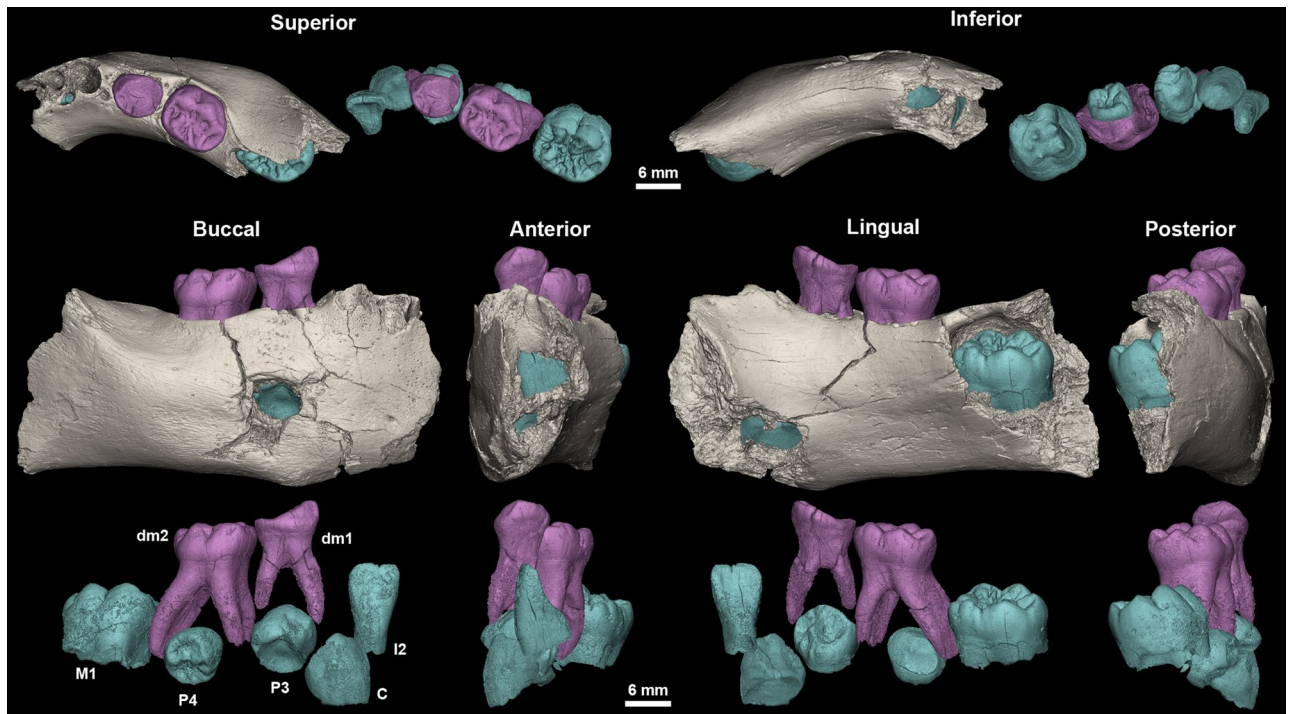 Superior
Inferior
6 mm
Buccal
Anterior
Lingual
Posterior
dm2
dm1
M1
P4
P3
C
I2
6 mm